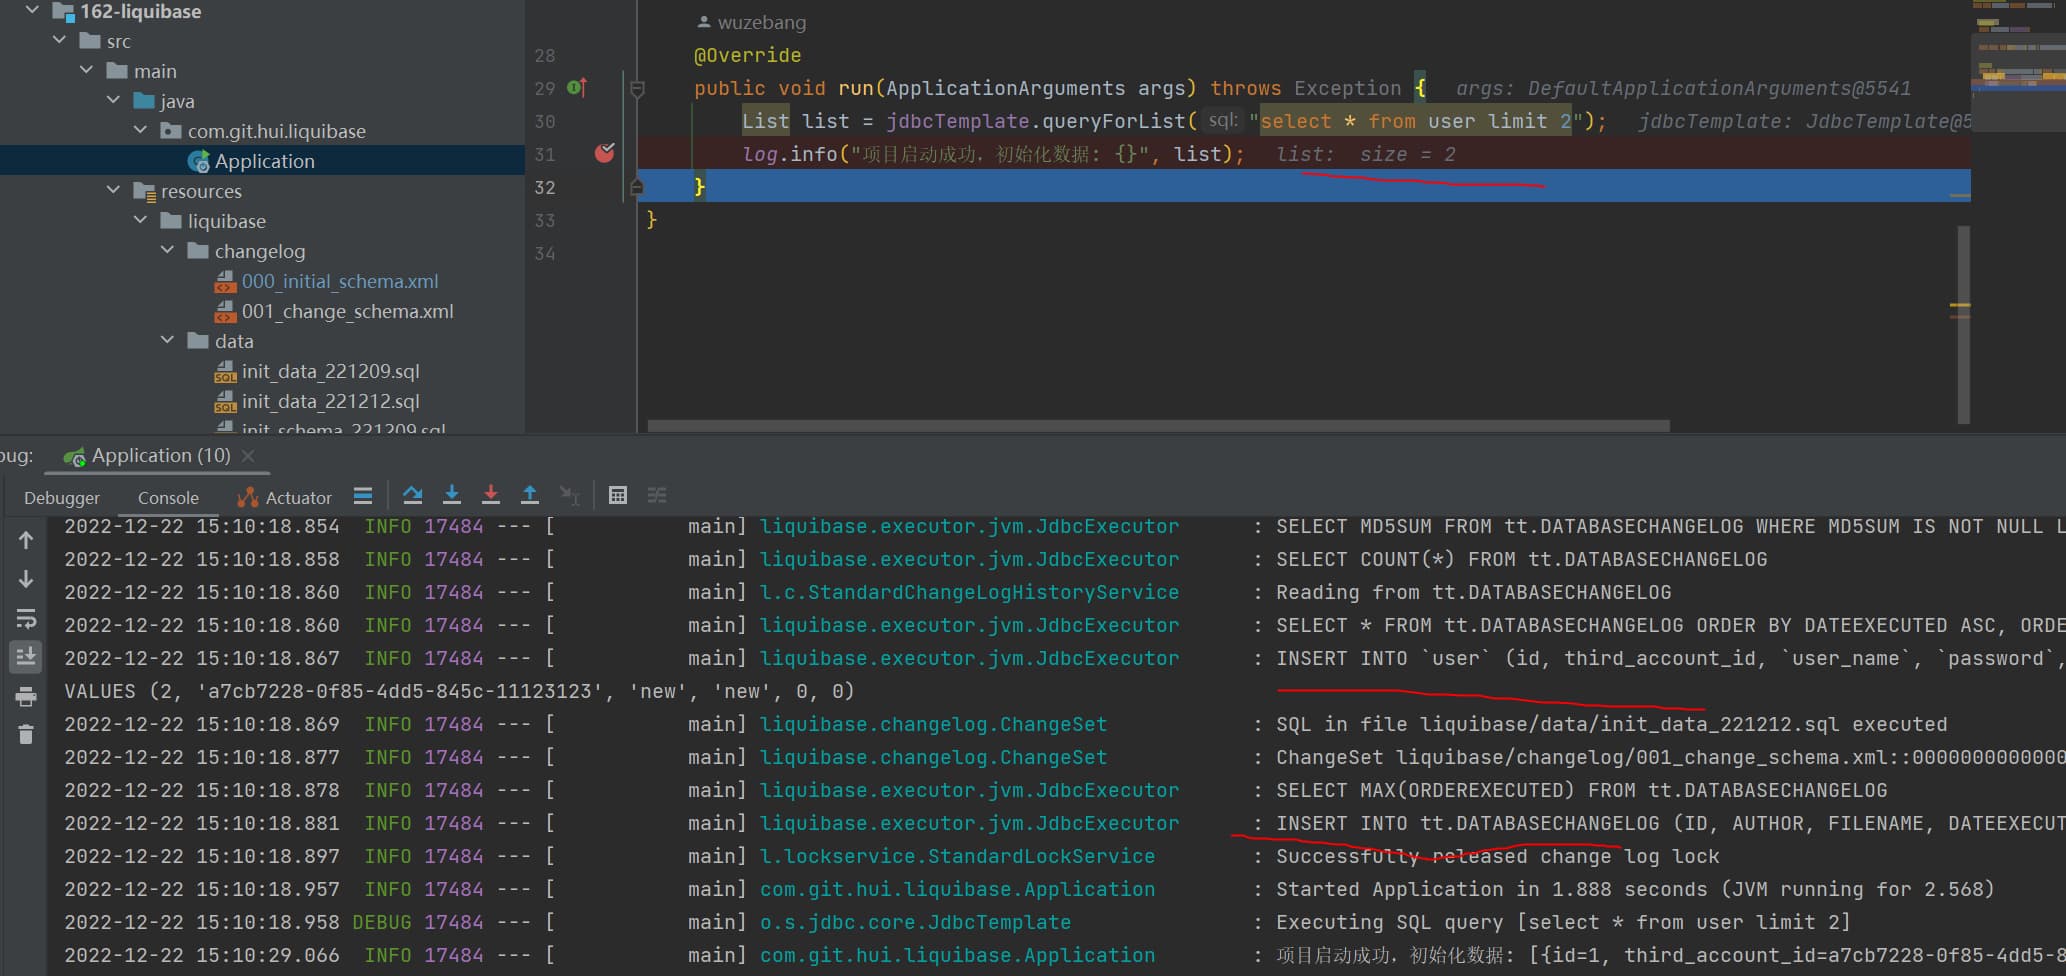 162-liquibase
src
main
java
com.git.hui.liquibase
Application
resources
liquibase
changelog
000_initial_schema.xml
001_change_schema.xml
data
init_data_221209.sql
init_data_221212.sql
init_schema_221209.sql
wuzebang
28 @Override
29 public void run(ApplicationArguments args) throws Exception { args: DefaultApplicationArguments@5541
30 List list = jdbcTemplate.queryForList( sql: "select * from user limit 2"); jdbcTemplate: JdbcTemplate@5
31 log.info("项目启动成功，初始化数据: {}", list); list: size = 2
32 }
33 }
34
bug: Application (10)
Debugger Console Actuator
2022-12-22 15:10:18.854 INFO 17484 --- [ main] liquibase.executor.jvm.JdbcExecutor : SELECT MD5SUM FROM tt.DATABASECHANGELOG WHERE MD5SUM IS NOT NULL L
2022-12-22 15:10:18.858 INFO 17484 --- [ main] liquibase.executor.jvm.JdbcExecutor : SELECT COUNT(*) FROM tt.DATABASECHANGELOG
2022-12-22 15:10:18.860 INFO 17484 --- [ main] l.c.StandardChangeLogHistoryService : Reading from tt.DATABASECHANGELOG
2022-12-22 15:10:18.860 INFO 17484 --- [ main] liquibase.executor.jvm.JdbcExecutor : SELECT * FROM tt.DATABASECHANGELOG ORDER BY DATEEXECUTED ASC, ORDE
2022-12-22 15:10:18.867 INFO 17484 --- [ main] liquibase.executor.jvm.JdbcExecutor : INSERT INTO `user` (id, third_account_id, `user_name`, `password`,
VALUES (2, 'a7cb7228-0f85-4dd5-845c-11123123', 'new', 'new', 0, 0)
2022-12-22 15:10:18.869 INFO 17484 --- [ main] liquibase.changelog.ChangeSet : SQL in file liquibase/data/init_data_221212.sql executed
2022-12-22 15:10:18.877 INFO 17484 --- [ main] liquibase.changelog.ChangeSet : ChangeSet liquibase/changelog/001_change_schema.xml::0000000000000
2022-12-22 15:10:18.878 INFO 17484 --- [ main] liquibase.executor.jvm.JdbcExecutor : SELECT MAX(ORDEREXECUTED) FROM tt.DATABASECHANGELOG
2022-12-22 15:10:18.881 INFO 17484 --- [ main] liquibase.executor.jvm.JdbcExecutor : INSERT INTO tt.DATABASECHANGELOG (ID, AUTHOR, FILENAME, DATEEXECUT
2022-12-22 15:10:18.897 INFO 17484 --- [ main] l.lockservice.StandardLockService : Successfully released change log lock
2022-12-22 15:10:18.957 INFO 17484 --- [ main] com.git.hui.liquibase.Application : Started Application in 1.888 seconds (JVM running for 2.568)
2022-12-22 15:10:18.958 DEBUG 17484 --- [ main] o.s.jdbc.core.JdbcTemplate : Executing SQL query [select * from user limit 2]
2022-12-22 15:10:29.066 INFO 17484 --- [ main] com.git.hui.liquibase.Application : 项目启动成功，初始化数据: [{id=1, third_account_id=a7cb7228-0f85-4dd5-8